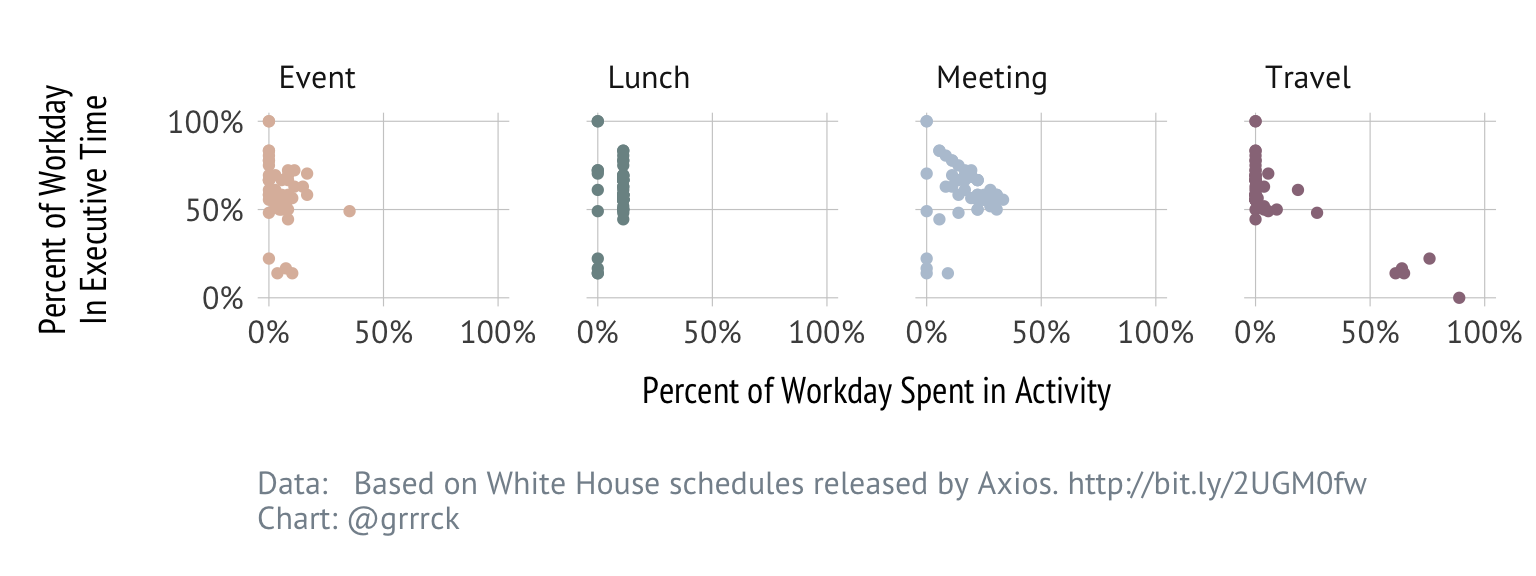 Event
Lunch
Meeting
Travel
Percent of Workday
In Executive Time
100%
50%
0%
0% 50% 100%
0% 50% 100%
0% 50% 100%
0% 50% 100%
Percent of Workday Spent in Activity
Data: Based on White House schedules released by Axios. http://bit.ly/2UGM0fw
Chart: @grrrck